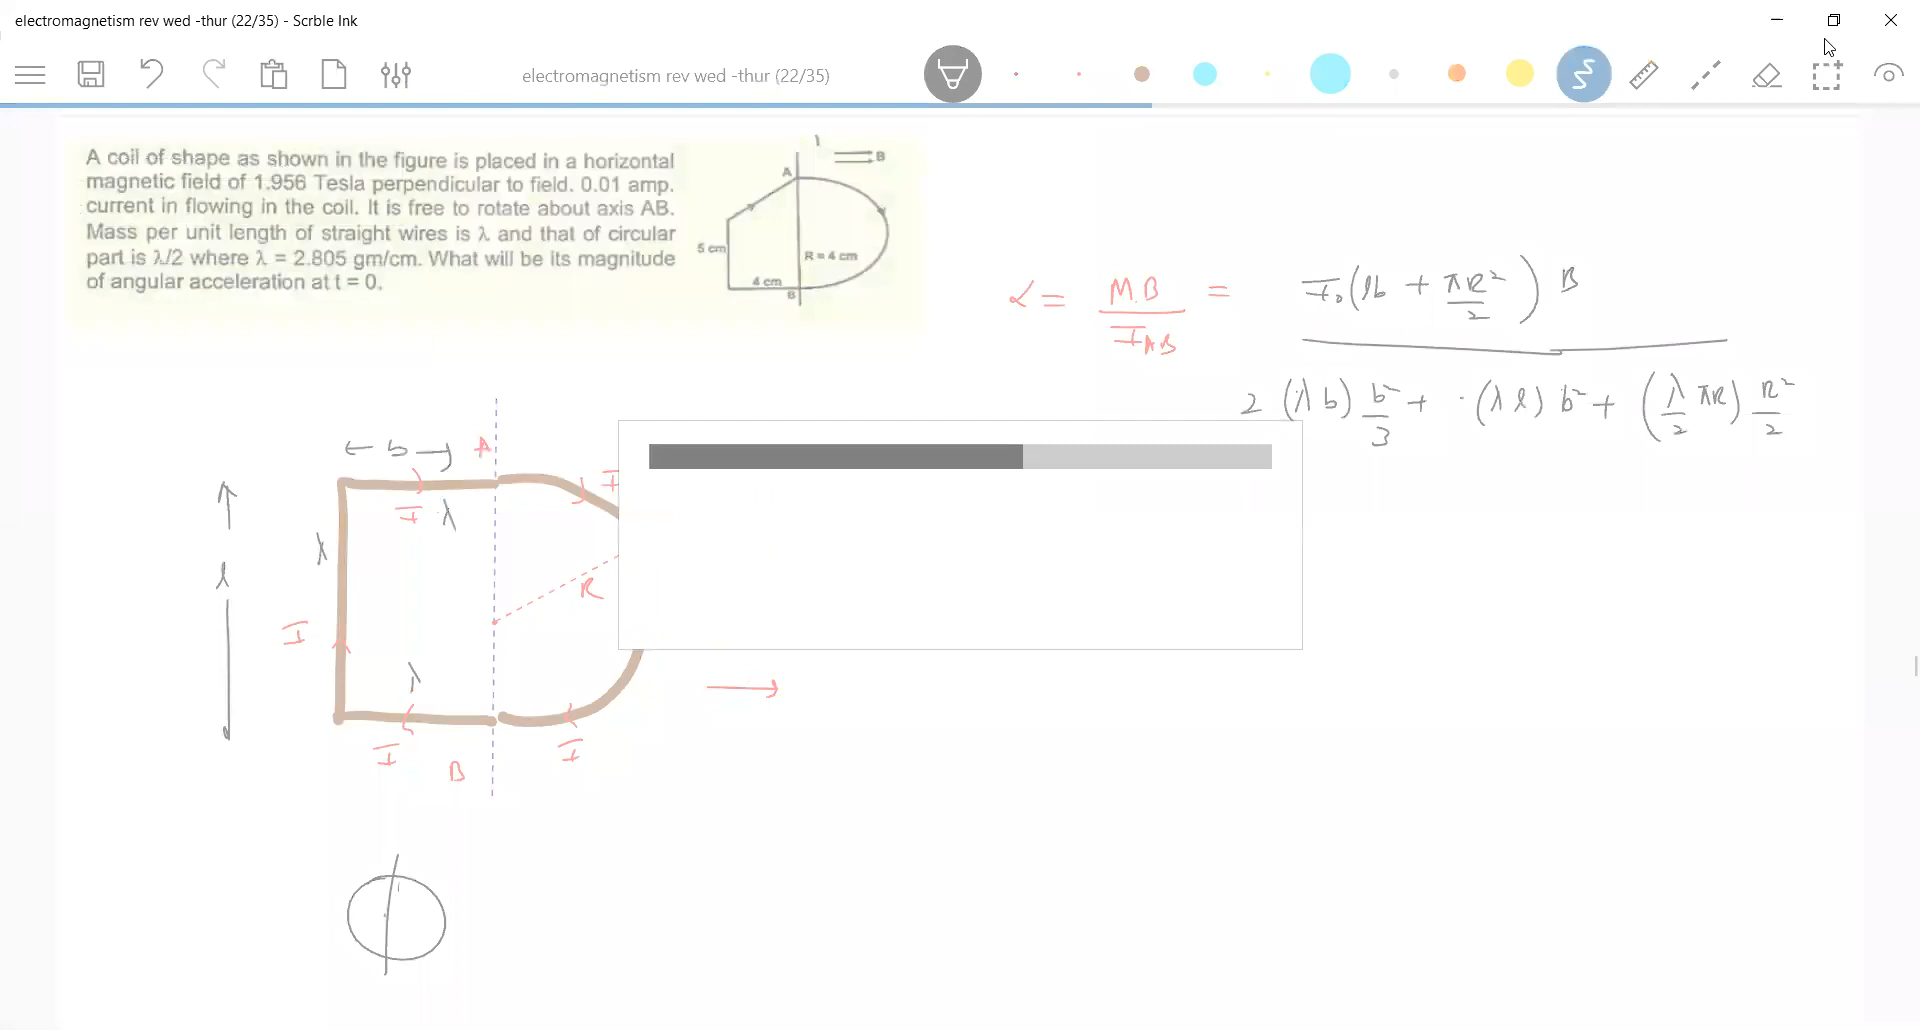 electromagnetism rev wed -thur (22/35) - Scrble Ink
electromagnetism rev wed -thur (22/35)
A coil of shape as shown in the figure is placed in a horizontal
magnetic field of 1.956 Tesla perpendicular to field. 0.01 amp.
current in flowing in the coil. It is free to rotate about axis AB.
Mass per unit length of straight wires is λ and that of circular
part is λ/2 where λ = 2.805 gm/cm. What will be its magnitude
of angular acceleration at t = 0.
B
A
5 cm
R = 4 cm
4 cm
B
α = M.B / I_AB = I₀(lb + πR²/2) B
2 (λb) b²/3 + (λl) b² + (λ/2 πR) R²/2
b
A
I
I
λ
λ
l
R
I
λ
I
B
I